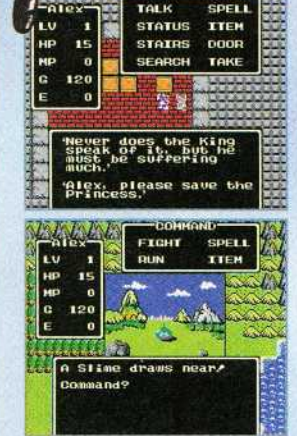 Alex
LV 1
HP 15
MP 0
G 120
E 0
TALK SPELL
STATUS ITEM
STAIRS DOOR
SEARCH TAKE
'Never does the King
speak of it, but he
must be suffering
much.'
'Alex, please save the
Princess.'
Alex
LV 1
HP 15
MP 0
G 120
E 0
COMMAND
FIGHT SPELL
RUN ITEM
A Slime draws near!
Command?